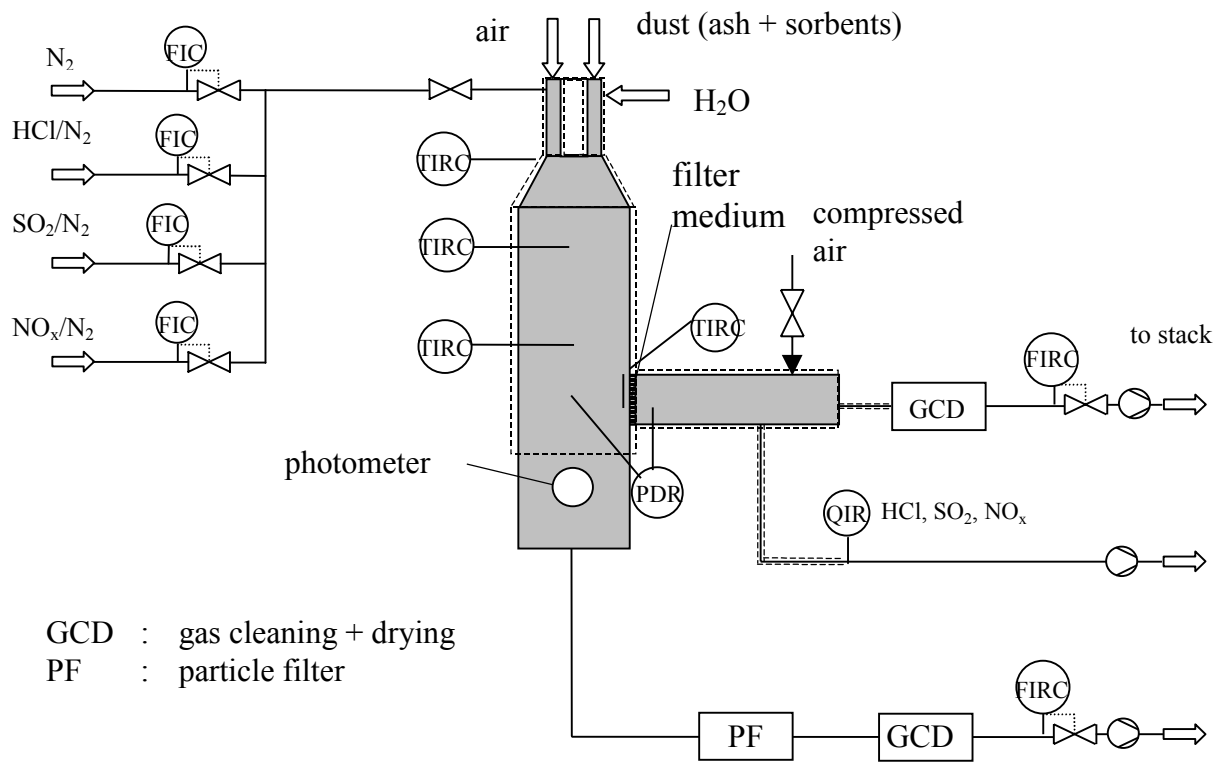 air
dust (ash + sorbents)
N2
FIC
H2O
HCl/N2
FIC
TIRC
filter
medium
compressed
air
SO2/N2
FIC
TIRC
NOx/N2
FIC
TIRC
TIRC
to stack
FIRC
GCD
photometer
PDR
QIR
HCl, SO2, NOx
GCD : gas cleaning + drying
PF : particle filter
FIRC
PF
GCD